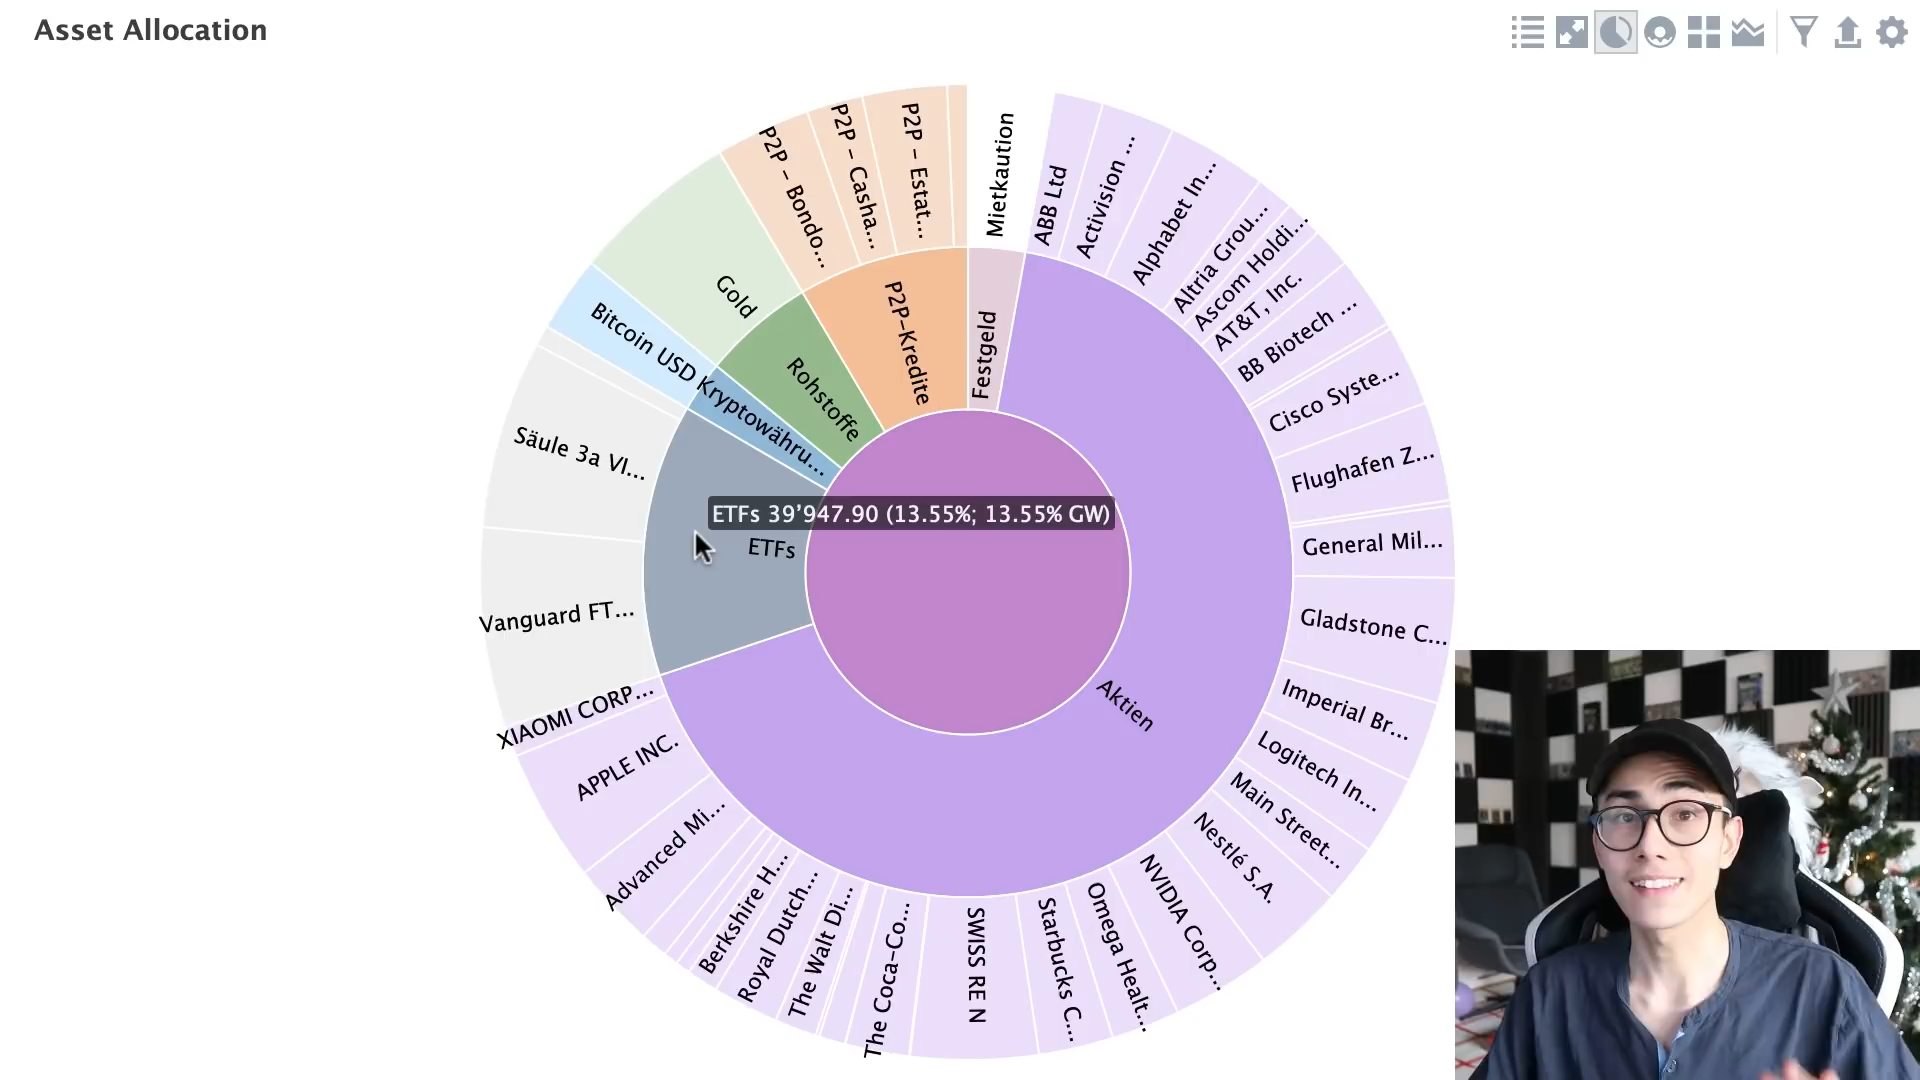 Asset Allocation
Mietkaution
ABB Ltd
Activision ...
Alphabet In...
Altria Grou...
Ascom Holdi...
AT&T, Inc.
BB Biotech ...
Cisco Syste...
Flughafen Z...
General Mil...
Gladstone C...
Imperial Br...
Logitech In...
Main Street...
Nestlé S.A.
NVIDIA Corp...
Omega Healt...
Starbucks C...
SWISS RE N
The Coca-Co...
The Walt Di...
Royal Dutch...
Berkshire H...
Advanced Mi...
APPLE INC.
XIAOMI CORP...
Vanguard FT...
Säule 3a VI...
Bitcoin USD
Gold
P2P - Bondo...
P2P - Casha...
P2P - Estat...
Festgeld
Aktien
ETFs
Kryptowähru...
Rohstoffe
P2P-Kredite
ETFs 39’947.90 (13.55%; 13.55% GW)